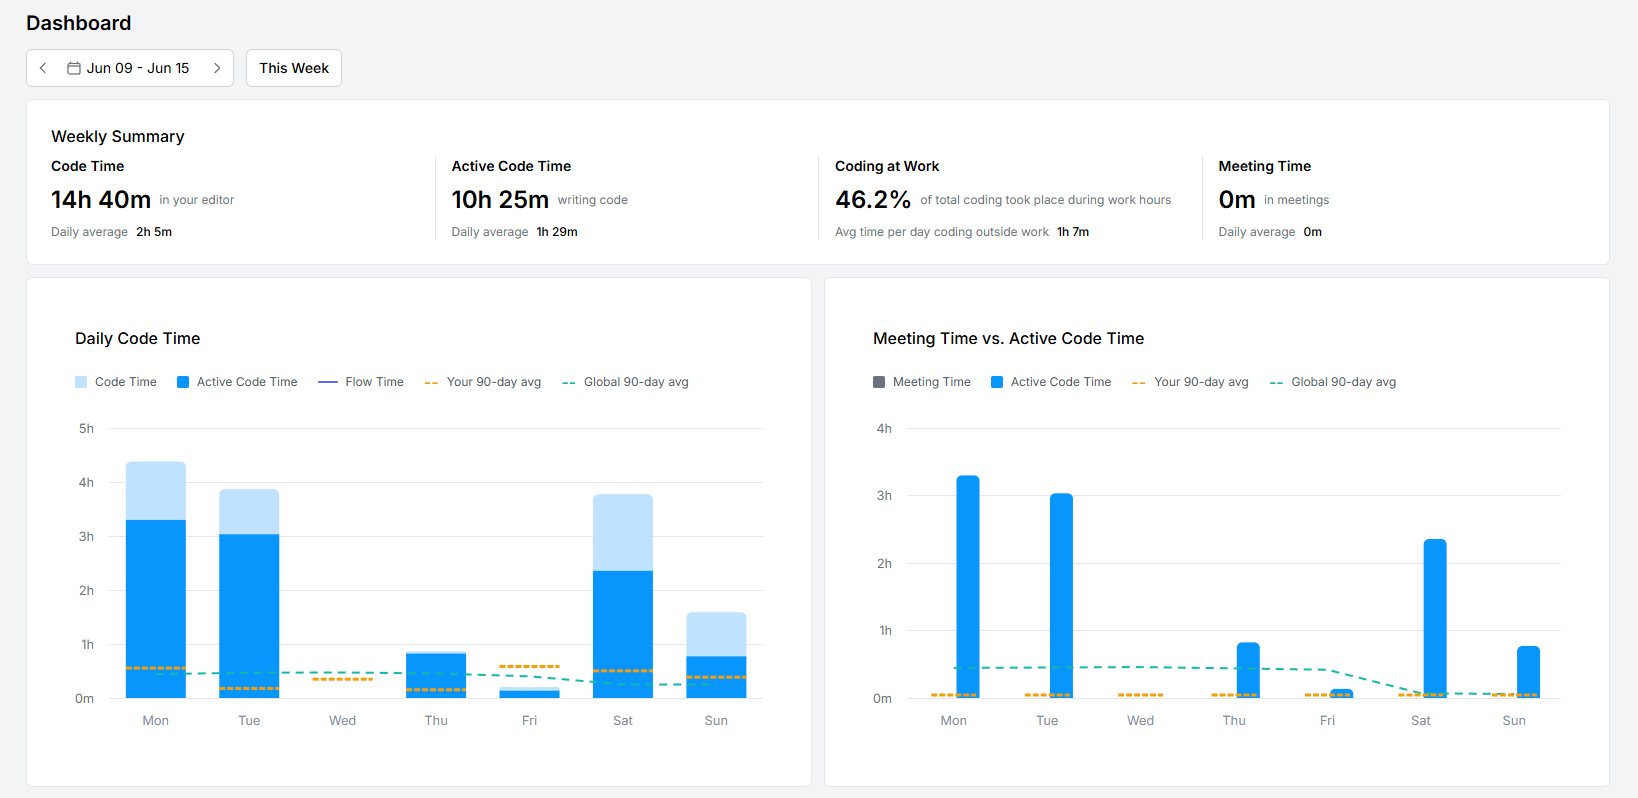 Dashboard
Jun 09 - Jun 15
This Week
Weekly Summary
Code Time
14h 40m in your editor
Daily average 2h 5m
Active Code Time
10h 25m writing code
Daily average 1h 29m
Coding at Work
46.2% of total coding took place during work hours
Avg time per day coding outside work 1h 7m
Meeting Time
0m in meetings
Daily average 0m
Daily Code Time
Code Time Active Code Time Flow Time Your 90-day avg Global 90-day avg
5h
4h
3h
2h
1h
0m
Mon Tue Wed Thu Fri Sat Sun
Meeting Time vs. Active Code Time
Meeting Time Active Code Time Your 90-day avg Global 90-day avg
4h
3h
2h
1h
0m
Mon Tue Wed Thu Fri Sat Sun